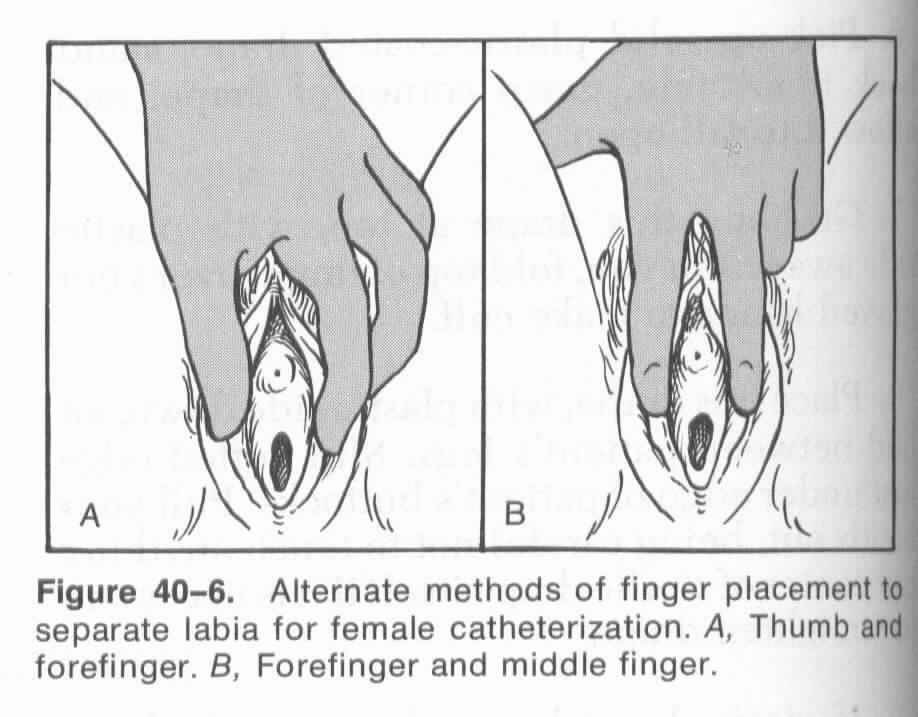 A
B
Figure 40–6. Alternate methods of finger placement to
separate labia for female catheterization. A, Thumb and
forefinger. B, Forefinger and middle finger.